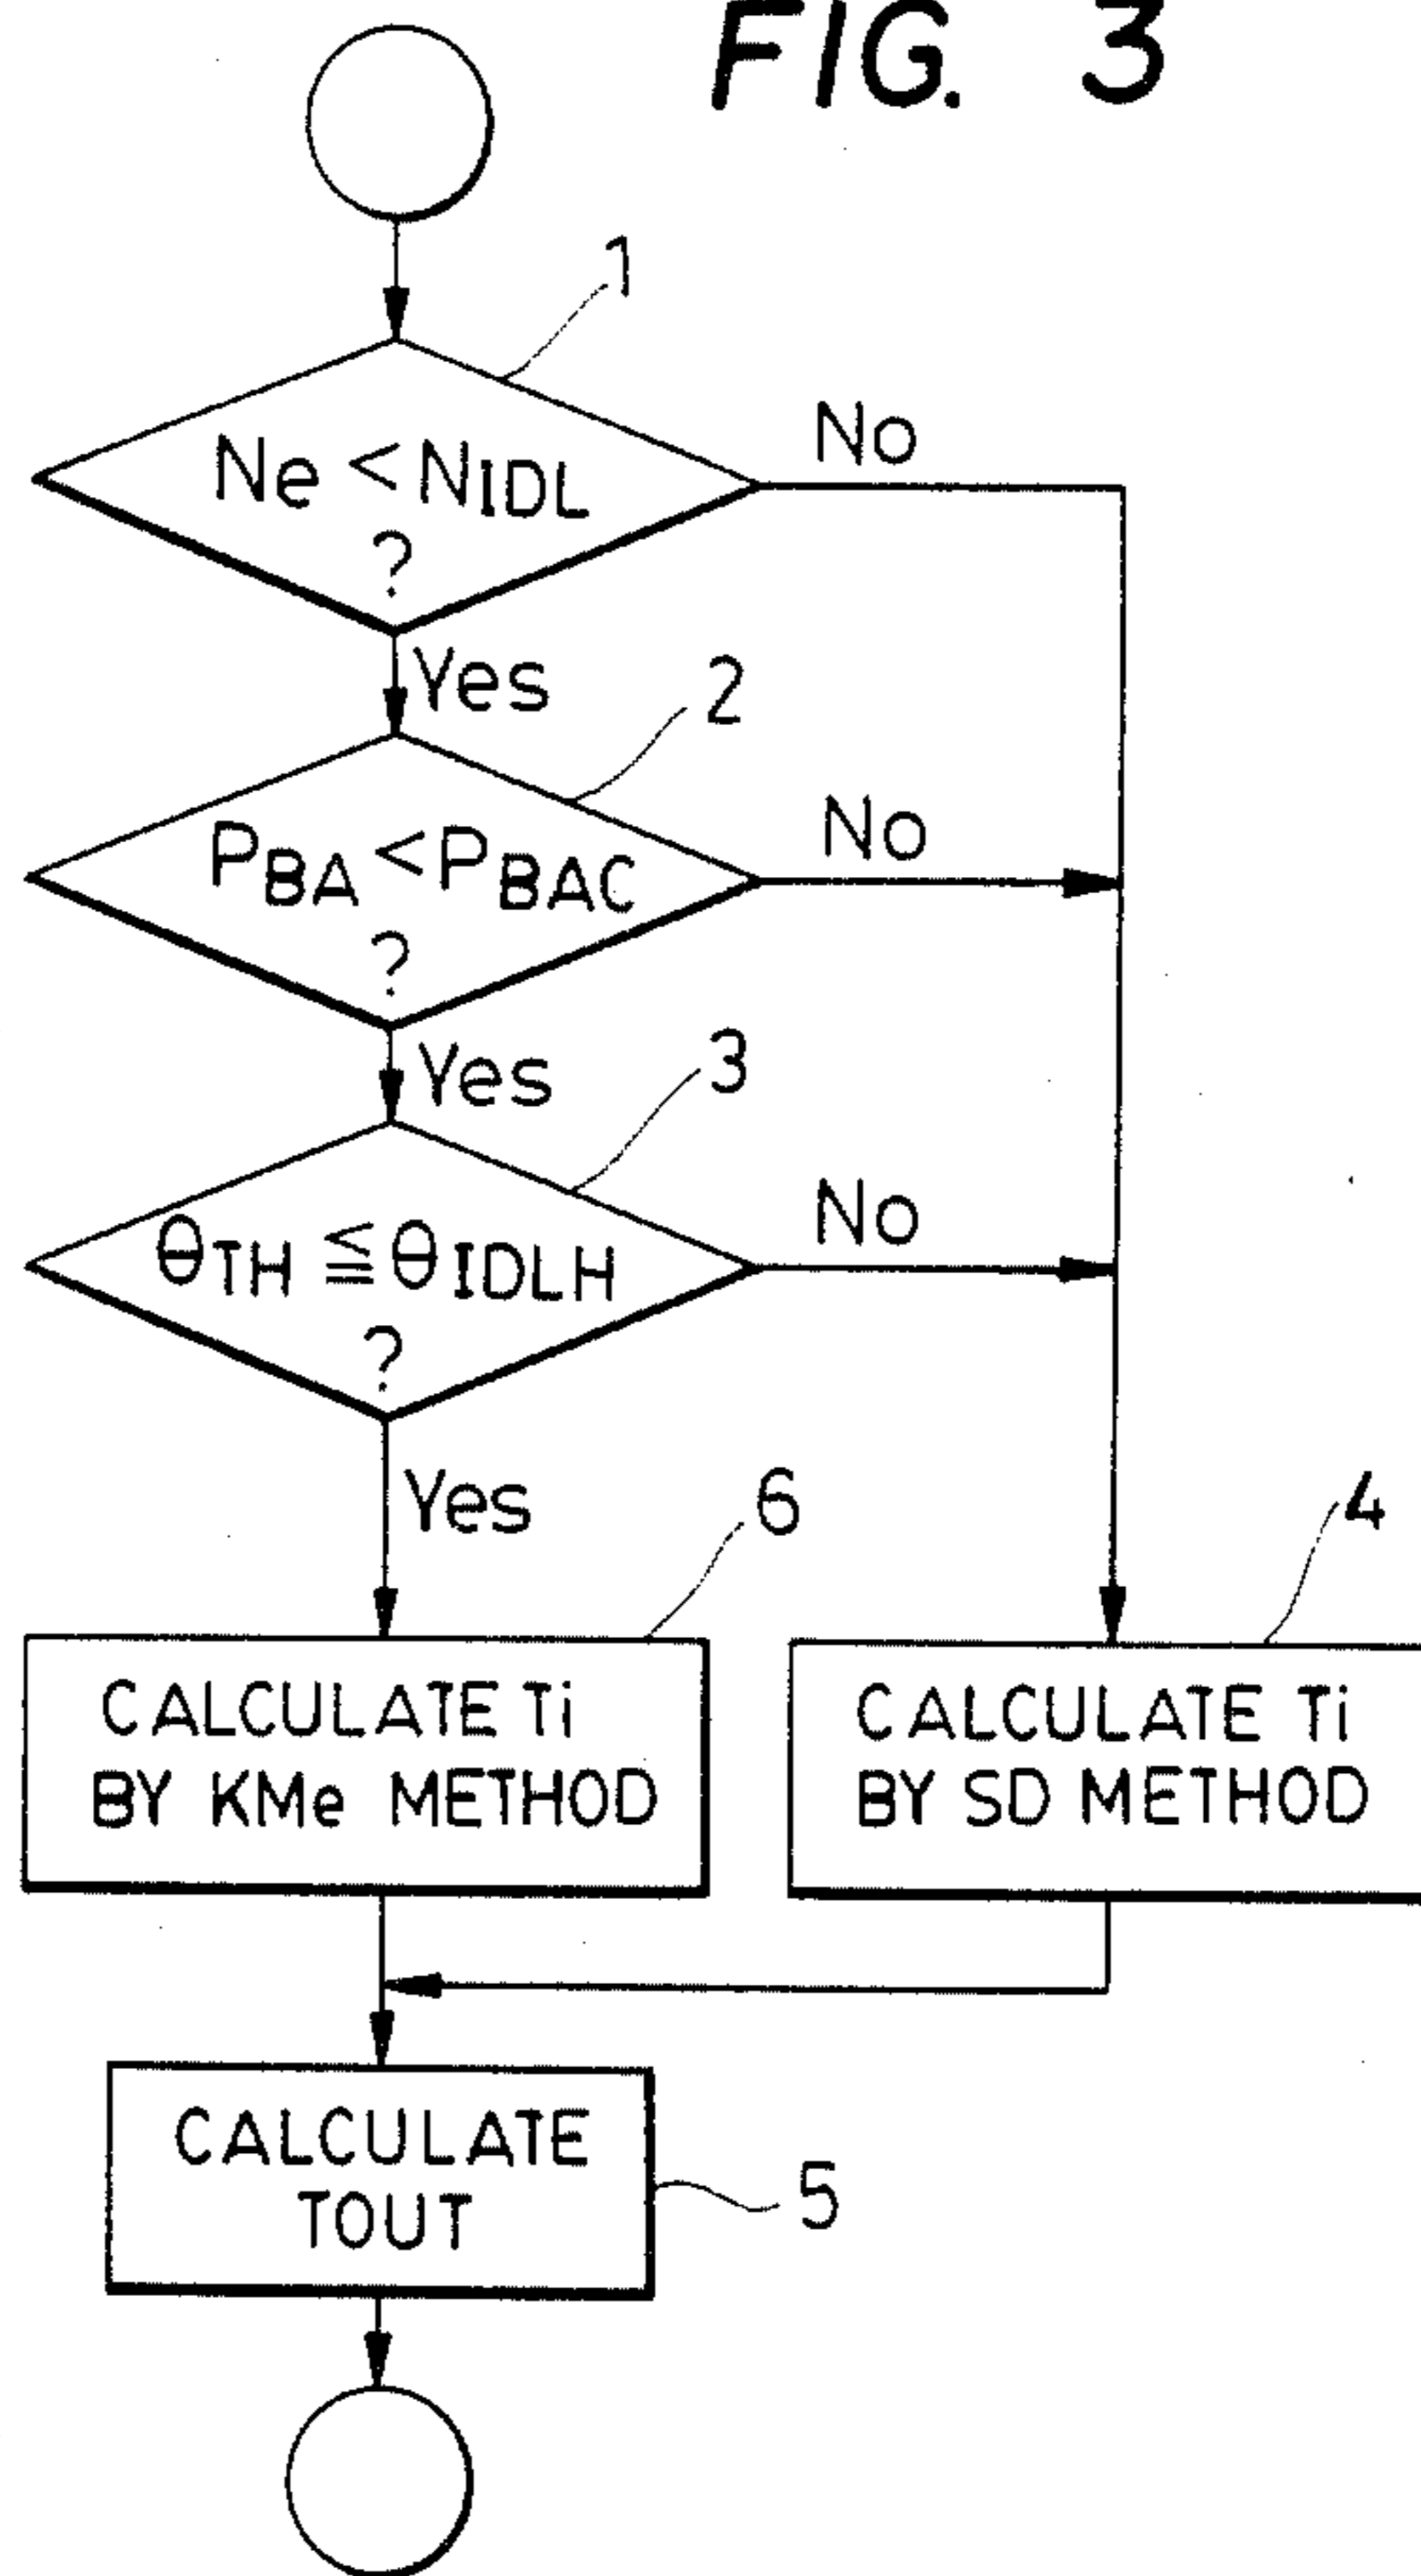 FIG. 3
1
Ne < NIDL
?
No
Yes
2
PBA < PBAC
?
No
Yes
3
θTH ≦ θIDLH
?
No
Yes
6
4
CALCULATE Ti
BY KMe METHOD
CALCULATE Ti
BY SD METHOD
CALCULATE
TOUT
5